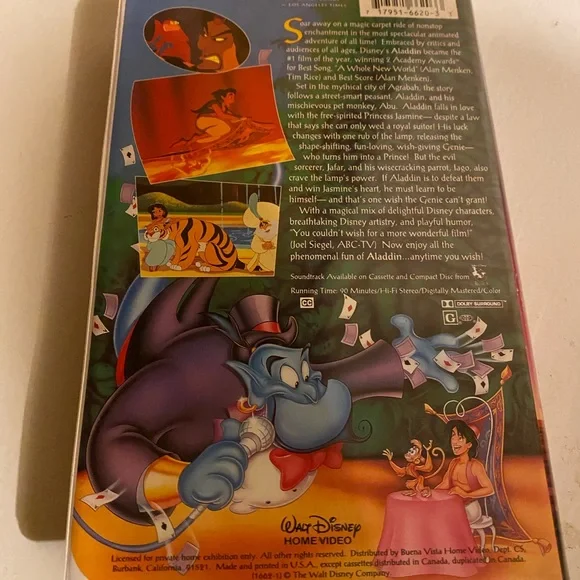 — LOS ANGELES TIMES
17951-6620-3 5
Soar away on a magic carpet ride of nonstop
enchantment in the most spectacular animated
adventure of all time! Embraced by critics and
audiences of all ages, Disney's Aladdin became the
#1 film of the year, winning 2 Academy Awards®
for Best Song, "A Whole New World" (Alan Menken,
Tim Rice) and Best Score (Alan Menken).
Set in the mythical city of Agrabah, the story
follows a street-smart peasant, Aladdin, and his
mischievous pet monkey, Abu. Aladdin falls in love
with the free-spirited Princess Jasmine— despite a law
that says she can only wed a royal suitor! His luck
changes with one rub of the lamp, releasing the
shape-shifting, fun-loving, wish-giving Genie—
who turns him into a Prince! But the evil
sorcerer, Jafar, and his wisecracking parrot, Iago, also
crave the lamp's power. If Aladdin is to defeat them
and win Jasmine's heart, he must learn to be
himself— and that's one wish the Genie can't grant!
With a magical mix of delightful Disney characters,
breathtaking Disney artistry, and playful humor,
"You couldn't wish for a more wonderful film!"
(Joel Siegel, ABC-TV) Now enjoy all the
phenomenal fun of Aladdin...anytime you wish!
Soundtrack Available on Cassette and Compact Disc from
Running Time: 90 Minutes/Hi-Fi Stereo/Digitally Mastered/Color
CC
DOLBY SURROUND
G
WALT DISNEY
HOME VIDEO
Licensed for private home exhibition only. All other rights reserved. Distributed by Buena Vista Home Video, Dept. CS,
Burbank, California, 91521. Made and printed in U.S.A., except cassettes distributed in Canada, duplicated in Canada.
(1662-1) © The Walt Disney Company